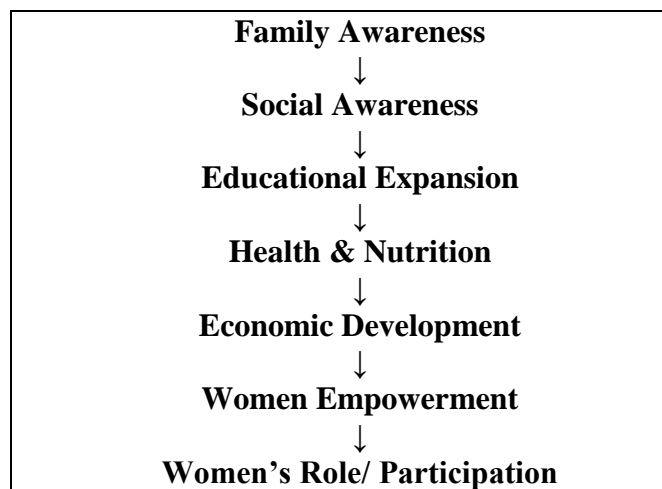 Family Awareness
↓
Social Awareness
↓
Educational Expansion
↓
Health & Nutrition
↓
Economic Development
↓
Women Empowerment
↓
Women’s Role/ Participation